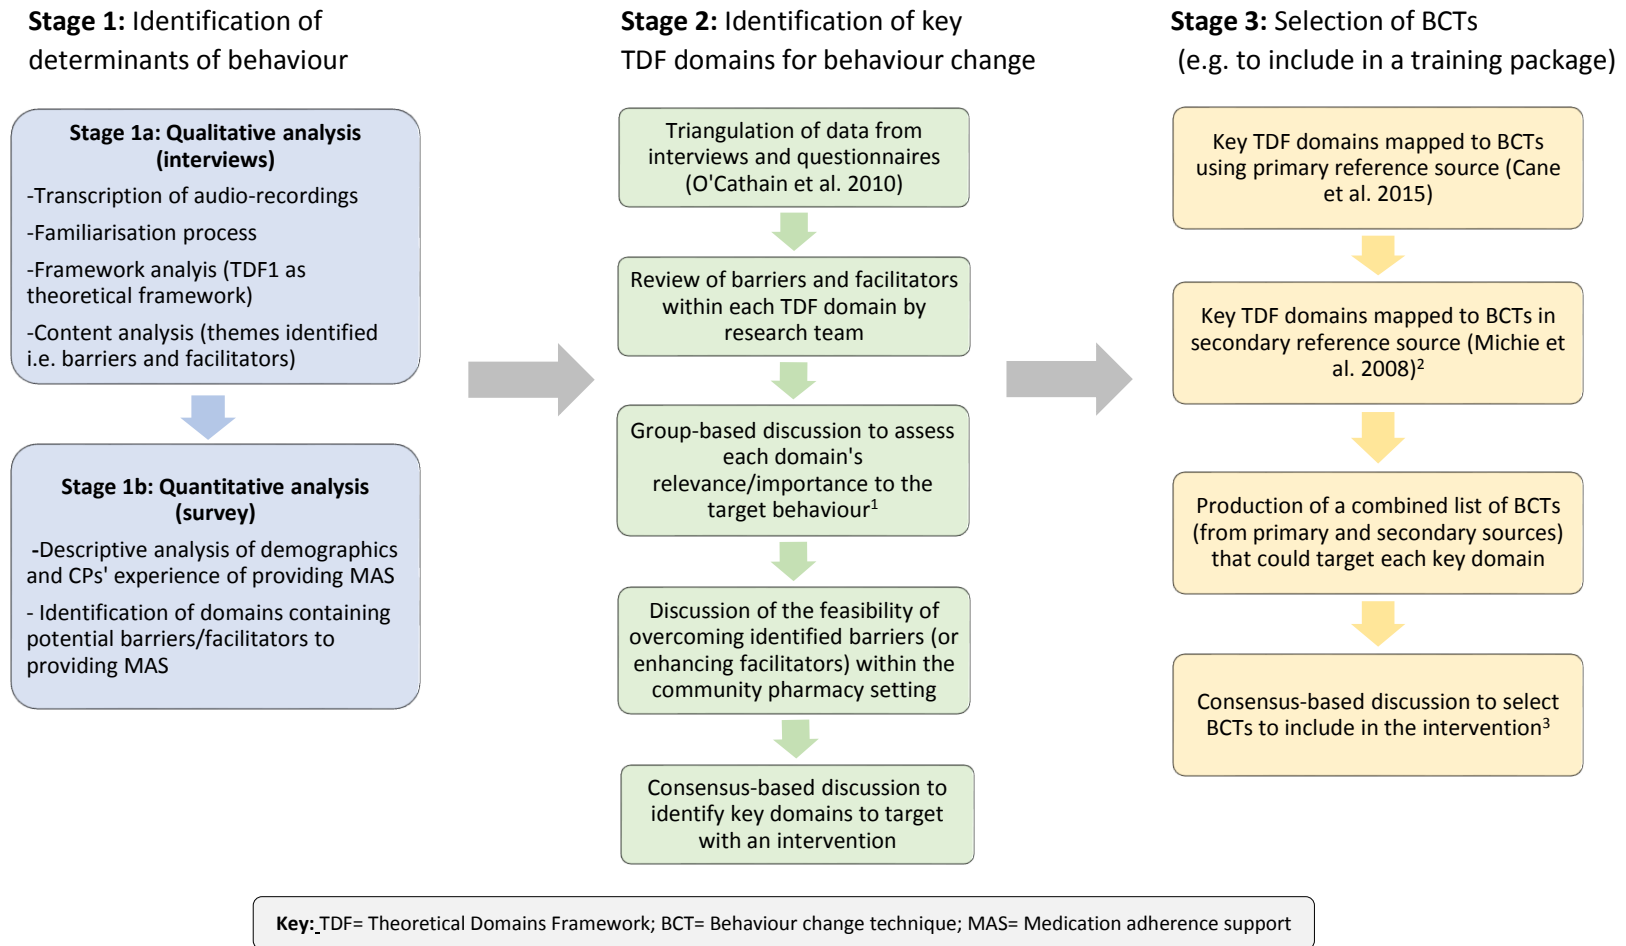 Stage 1: Identification of
determinants of behaviour
Stage 1a: Qualitative analysis
(interviews)
-Transcription of audio-recordings
-Familiarisation process
-Framework analyis (TDF1 as
theoretical framework)
-Content analysis (themes identified
i.e. barriers and facilitators)
Stage 1b: Quantitative analysis
(survey)
-Descriptive analysis of demographics
and CPs' experience of providing MAS
- Identification of domains containing
potential barriers/facilitators to
providing MAS
Stage 2: Identification of key
TDF domains for behaviour change
Triangulation of data from
interviews and questionnaires
(O'Cathain et al. 2010)
Review of barriers and facilitators
within each TDF domain by
research team
Group-based discussion to assess
each domain's
relevance/importance to the
target behaviour1
Discussion of the feasibility of
overcoming identified barriers (or
enhancing facilitators) within the
community pharmacy setting
Consensus-based discussion to
identify key domains to target
with an intervention
Stage 3: Selection of BCTs
(e.g. to include in a training package)
Key TDF domains mapped to BCTs
using primary reference source (Cane
et al. 2015)
Key TDF domains mapped to BCTs in
secondary reference source (Michie et
al. 2008)2
Production of a combined list of BCTs
(from primary and secondary sources)
that could target each key domain
Consensus-based discussion to select
BCTs to include in the intervention3
Key: TDF= Theoretical Domains Framework; BCT= Behaviour change technique; MAS= Medication adherence support